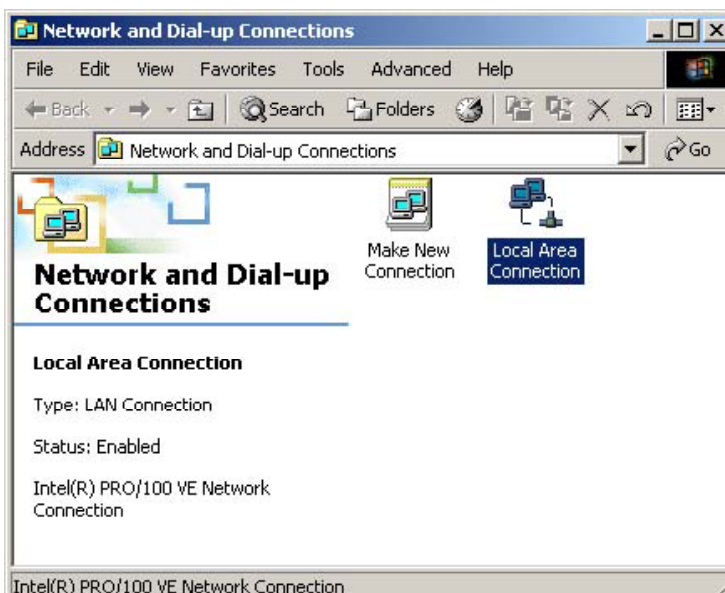 Network and Dial-up Connections
File Edit View Favorites Tools Advanced Help
Back Search Folders
Address Network and Dial-up Connections Go
Make New
Connection
Local Area
Connection
Network and Dial-up
Connections
Local Area Connection
Type: LAN Connection
Status: Enabled
Intel(R) PRO/100 VE Network
Connection
Intel(R) PRO/100 VE Network Connection